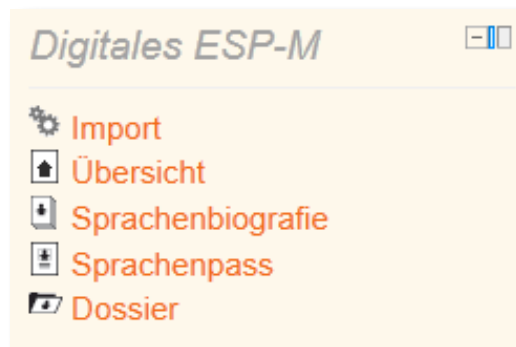 Digitales ESP-M
Import
Übersicht
Sprachenbiografie
Sprachenpass
Dossier